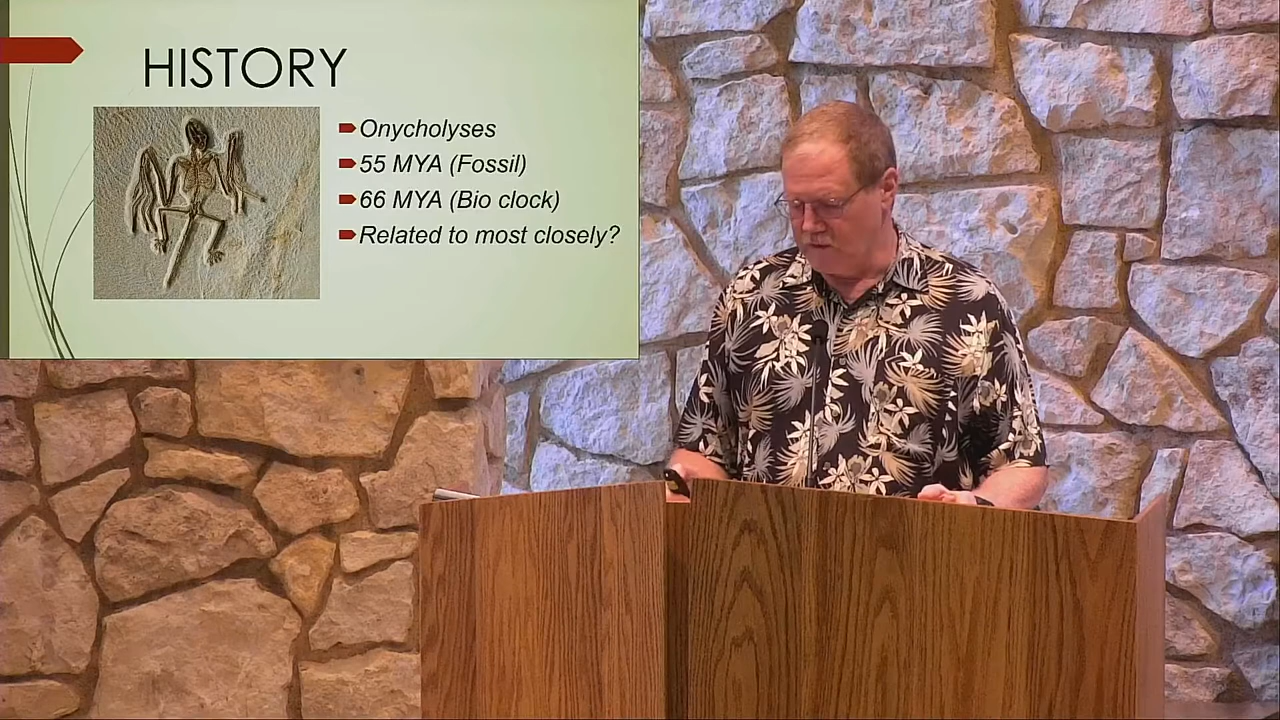 HISTORY
Onycholyses
55 MYA (Fossil)
66 MYA (Bio clock)
Related to most closely?